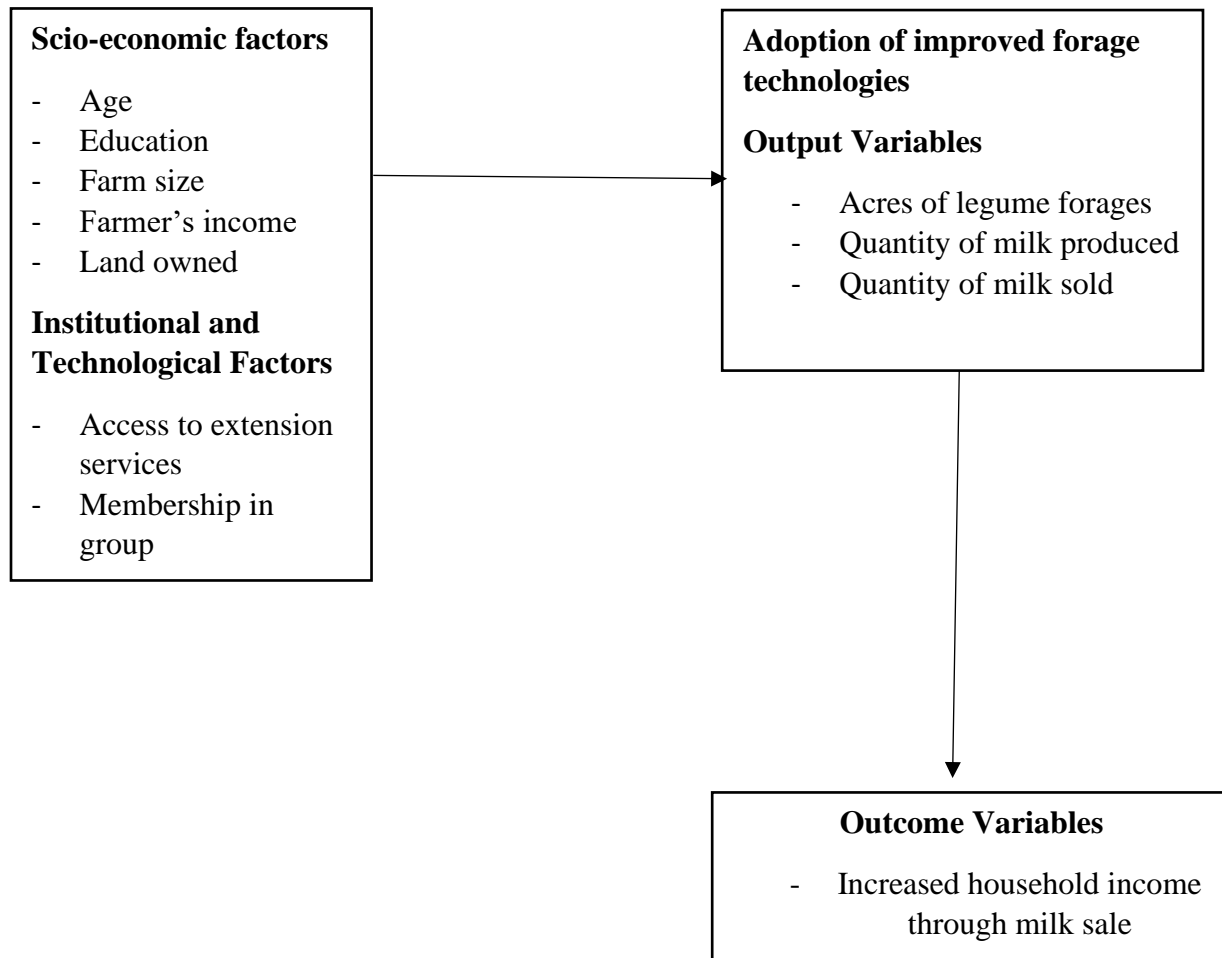 Scio-economic factors
- Age
- Education
- Farm size
- Farmer’s income
- Land owned
Institutional and
Technological Factors
- Access to extension
services
- Membership in
group
Adoption of improved forage
technologies
Output Variables
- Acres of legume forages
- Quantity of milk produced
- Quantity of milk sold
Outcome Variables
- Increased household income
through milk sale